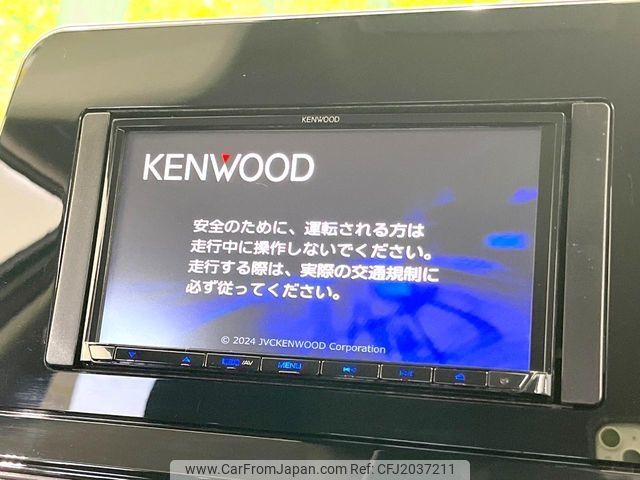 KENWOOD
KENWOOD
安全のために、運転される方は
走行中に操作しないでください。
走行する際は、実際の交通規制に
必ず従ってください。
© 2024 JVCKENWOOD Corporation
/AV
MENU
www.CarFromJapan.com | Stock ID: CFJ2037211